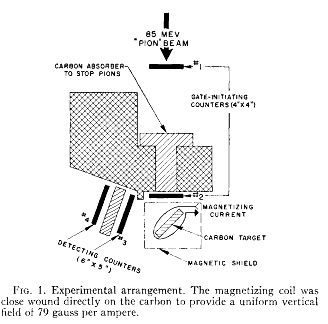 85 MEV
"PION" BEAM
#1
CARBON ABSORBER
TO STOP PIONS
GATE-INITIATING
COUNTERS (4"X 4")
#2
MAGNETIZING
CURRENT
CARBON TARGET
MAGNETIC SHIELD
#4
#3
DETECTING COUNTERS
(6"X 5")
FIG. 1. Experimental arrangement. The magnetizing coil was
close wound directly on the carbon to provide a uniform vertical
field of 79 gauss per ampere.